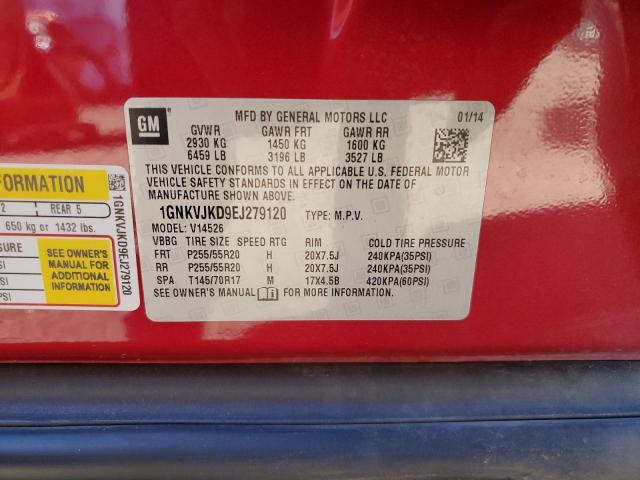 GM
MFD BY GENERAL MOTORS LLC 01/14
GVWR GAWR FRT GAWR RR
2930 KG 1450 KG 1600 KG
6459 LB 3196 LB 3527 LB
THIS VEHICLE CONFORMS TO ALL APPLICABLE U.S. FEDERAL MOTOR
VEHICLE SAFETY STANDARDS IN EFFECT ON THE DATE OF
MANUFACTURE SHOWN ABOVE.
1GNKVJKD9EJ279120 TYPE: M.P.V.
MODEL: V14526
VBBG TIRE SIZE SPEED RTG RIM COLD TIRE PRESSURE
FRT P255/55R20 H 20X7.5J 240KPA(35PSI)
RR P255/55R20 H 20X7.5J 240KPA(35PSI)
SPA T145/70R17 M 17X4.5B 420KPA(60PSI)
SEE OWNER'S MANUAL FOR MORE INFORMATION.
FORMATION
2 REAR 5
650 kg or 1432 lbs.
SURE
SI
SI
PSI
SEE OWNER'S
MANUAL FOR
ADDITIONAL
INFORMATION
1GNKVJKD9EJ279120